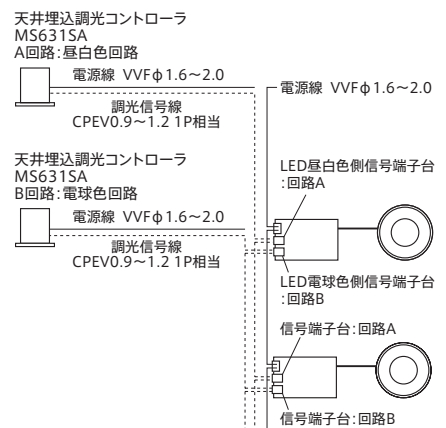 天井埋込調光コントローラ
MS631SA
A回路:昼白色回路
電源線 VVFφ1.6~2.0
調光信号線
CPEV0.9~1.2 1P相当
電源線 VVFφ1.6~2.0
天井埋込調光コントローラ
MS631SA
B回路:電球色回路
電源線 VVFφ1.6~2.0
調光信号線
CPEV0.9~1.2 1P相当
LED昼白色側信号端子台
:回路A
LED電球色側信号端子台
:回路B
信号端子台:回路A
信号端子台:回路B